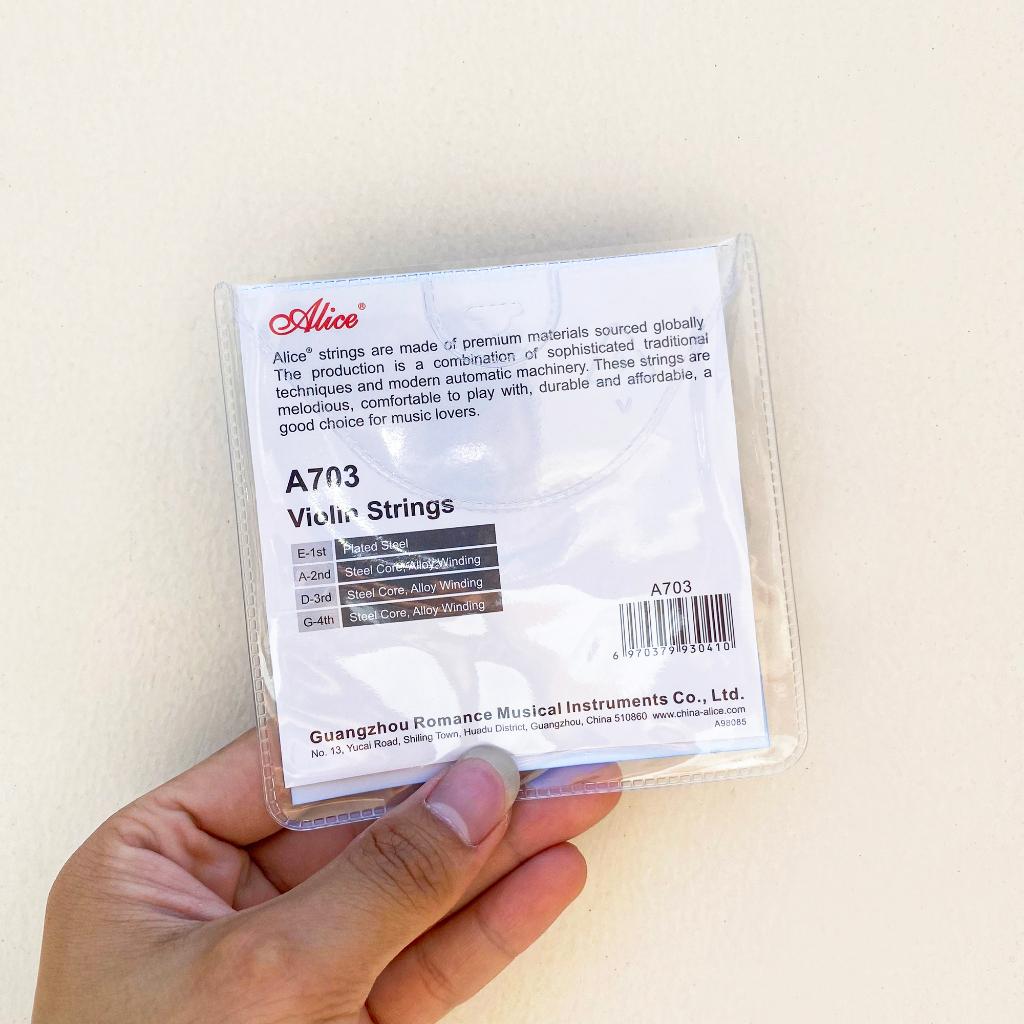 Alice®
Alice® strings are made of premium materials sourced globally
The production is a combination of sophisticated traditional
techniques and modern automatic machinery. These strings are
melodious, comfortable to play with, durable and affordable, a
good choice for music lovers.
A703
Violin Strings
E-1st Plated Steel
A-2nd Steel Core, Alloy Winding
D-3rd Steel Core, Alloy Winding
G-4th Steel Core, Alloy Winding
A703
6 970379 930410
Guangzhou Romance Musical Instruments Co., Ltd.
No. 13, Yucai Road, Shiling Town, Huadu District, Guangzhou, China 510860 www.china-alice.com
A98085